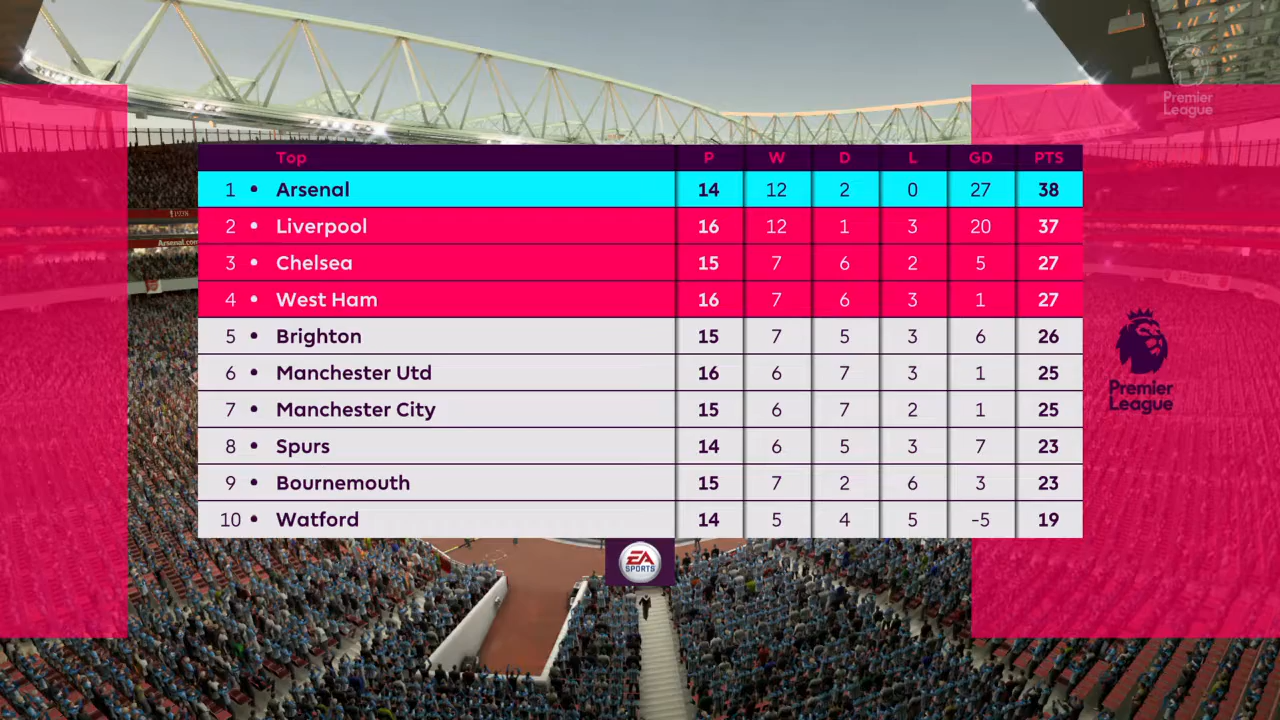 Premier
League
Top P W D L GD PTS
1 • Arsenal 14 12 2 0 27 38
2 • Liverpool 16 12 1 3 20 37
3 • Chelsea 15 7 6 2 5 27
4 • West Ham 16 7 6 3 1 27
5 • Brighton 15 7 5 3 6 26
6 • Manchester Utd 16 6 7 3 1 25
7 • Manchester City 15 6 7 2 1 25
8 • Spurs 14 6 5 3 7 23
9 • Bournemouth 15 7 2 6 3 23
10 • Watford 14 5 4 5 -5 19
Arsenal.com
Premier
League
EA
SPORTS